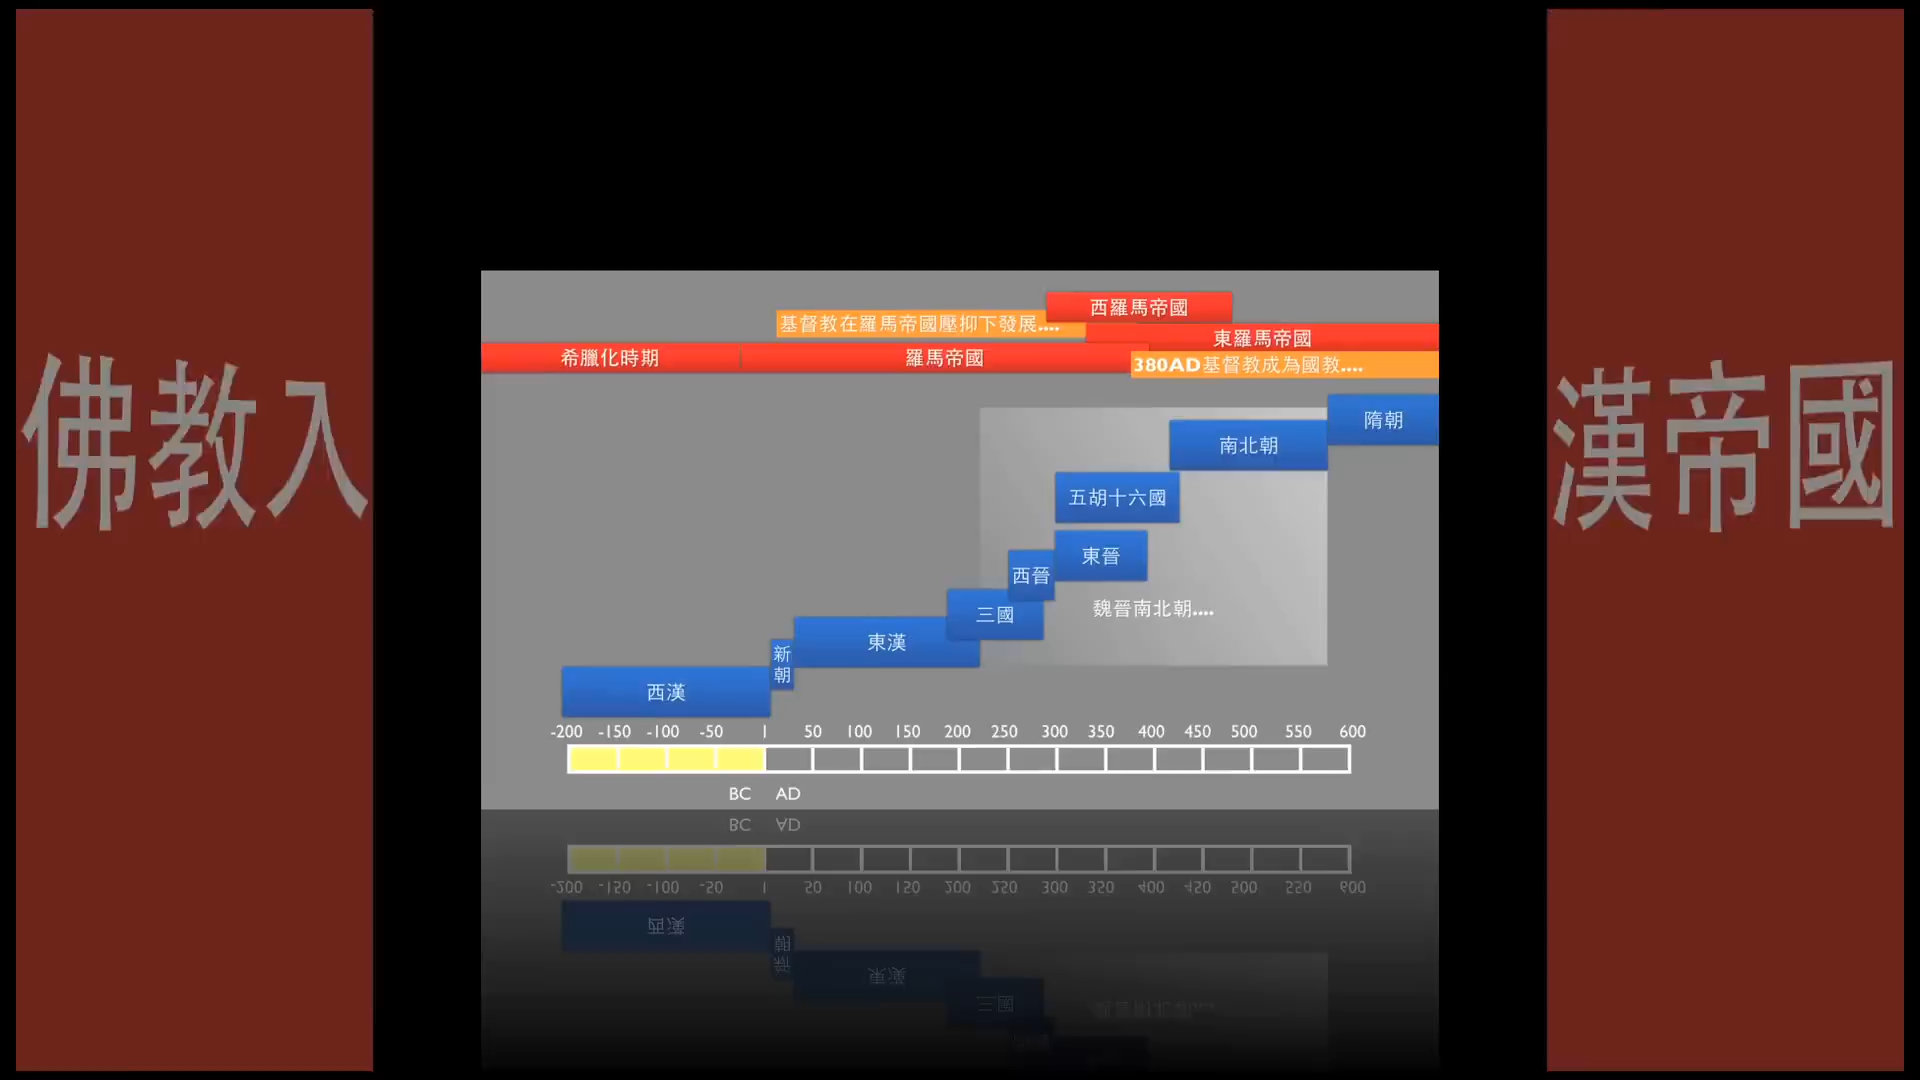 佛教入
漢帝國
西羅馬帝國
基督教在羅馬帝國壓抑下發展....
東羅馬帝國
希臘化時期
羅馬帝國
380AD基督教成為國教....
隋朝
南北朝
五胡十六國
東晉
西晉
魏晉南北朝....
三國
東漢
新
朝
西漢
-200 -150 -100 -50 1 50 100 150 200 250 300 350 400 450 500 550 600
BC AD